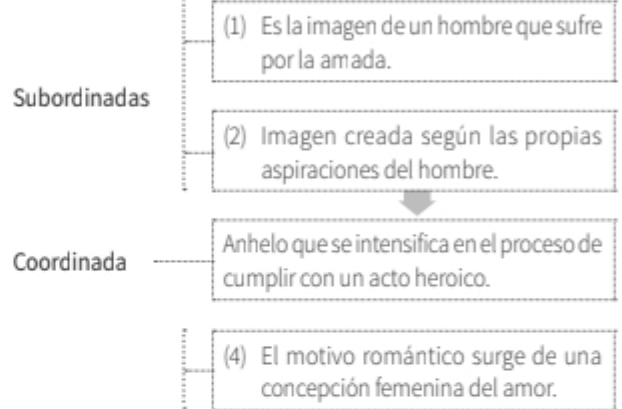 (1) Es la imagen de un hombre que sufre
por la amada.
Subordinadas
(2) Imagen creada según las propias
aspiraciones del hombre.
Coordinada
Anhelo que se intensifica en el proceso de
cumplir con un acto heroico.
(4) El motivo romántico surge de una
concepción femenina del amor.